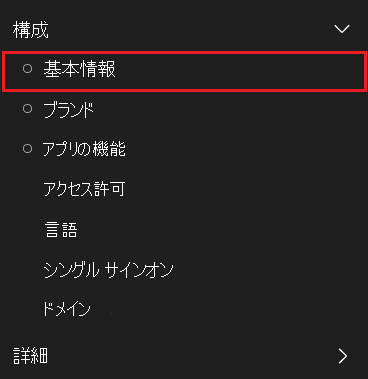 構成
基本情報
ブランド
アプリの機能
アクセス許可
言語
シングル サインオン
ドメイン
詳細